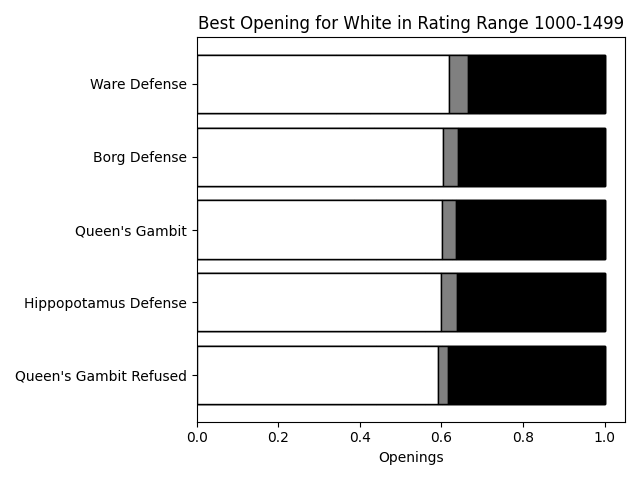 Best Opening for White in Rating Range 1000-1499
Ware Defense
Borg Defense
Queen's Gambit
Hippopotamus Defense
Queen's Gambit Refused
0.0 0.2 0.4 0.6 0.8 1.0
Openings